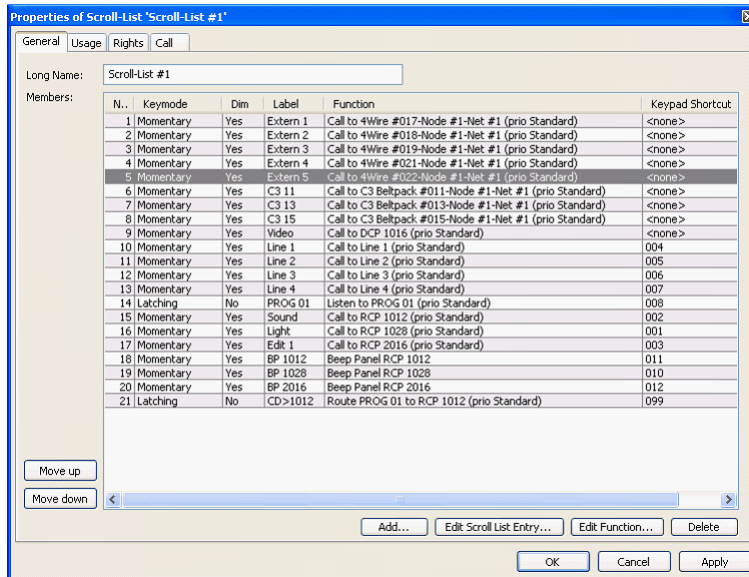 Properties of Scroll-List 'Scroll-List #1'
General Usage Rights Call
Long Name: Scroll-List #1
Members:
N.. Keymode Dim Label Function Keypad Shortcut
1 Momentary Yes Extern 1 Call to 4Wire #017-Node #1-Net #1 (prio Standard) <none>
2 Momentary Yes Extern 2 Call to 4Wire #018-Node #1-Net #1 (prio Standard) <none>
3 Momentary Yes Extern 3 Call to 4Wire #019-Node #1-Net #1 (prio Standard) <none>
4 Momentary Yes Extern 4 Call to 4Wire #021-Node #1-Net #1 (prio Standard) <none>
5 Momentary Yes Extern 5 Call to 4Wire #022-Node #1-Net #1 (prio Standard) <none>
6 Momentary Yes C3 11 Call to C3 Beltpack #011-Node #1-Net #1 (prio Standard) <none>
7 Momentary Yes C3 13 Call to C3 Beltpack #013-Node #1-Net #1 (prio Standard) <none>
8 Momentary Yes C3 15 Call to C3 Beltpack #015-Node #1-Net #1 (prio Standard) <none>
9 Momentary Yes Video Call to DCP 1016 (prio Standard) <none>
10 Momentary Yes Line 1 Call to Line 1 (prio Standard) 004
11 Momentary Yes Line 2 Call to Line 2 (prio Standard) 005
12 Momentary Yes Line 3 Call to Line 3 (prio Standard) 006
13 Momentary Yes Line 4 Call to Line 4 (prio Standard) 007
14 Latching No PROG 01 Listen to PROG 01 (prio Standard) 008
15 Momentary Yes Sound Call to RCP 1012 (prio Standard) 002
16 Momentary Yes Light Call to RCP 1028 (prio Standard) 001
17 Momentary Yes Edit 1 Call to RCP 2016 (prio Standard) 003
18 Momentary Yes BP 1012 Beep Panel RCP 1012 011
19 Momentary Yes BP 1028 Beep Panel RCP 1028 010
20 Momentary Yes BP 2016 Beep Panel RCP 2016 012
21 Latching No CD>1012 Route PROG 01 to RCP 1012 (prio Standard) 099
Move up
Move down
Add... Edit Scroll List Entry... Edit Function... Delete
OK Cancel Apply